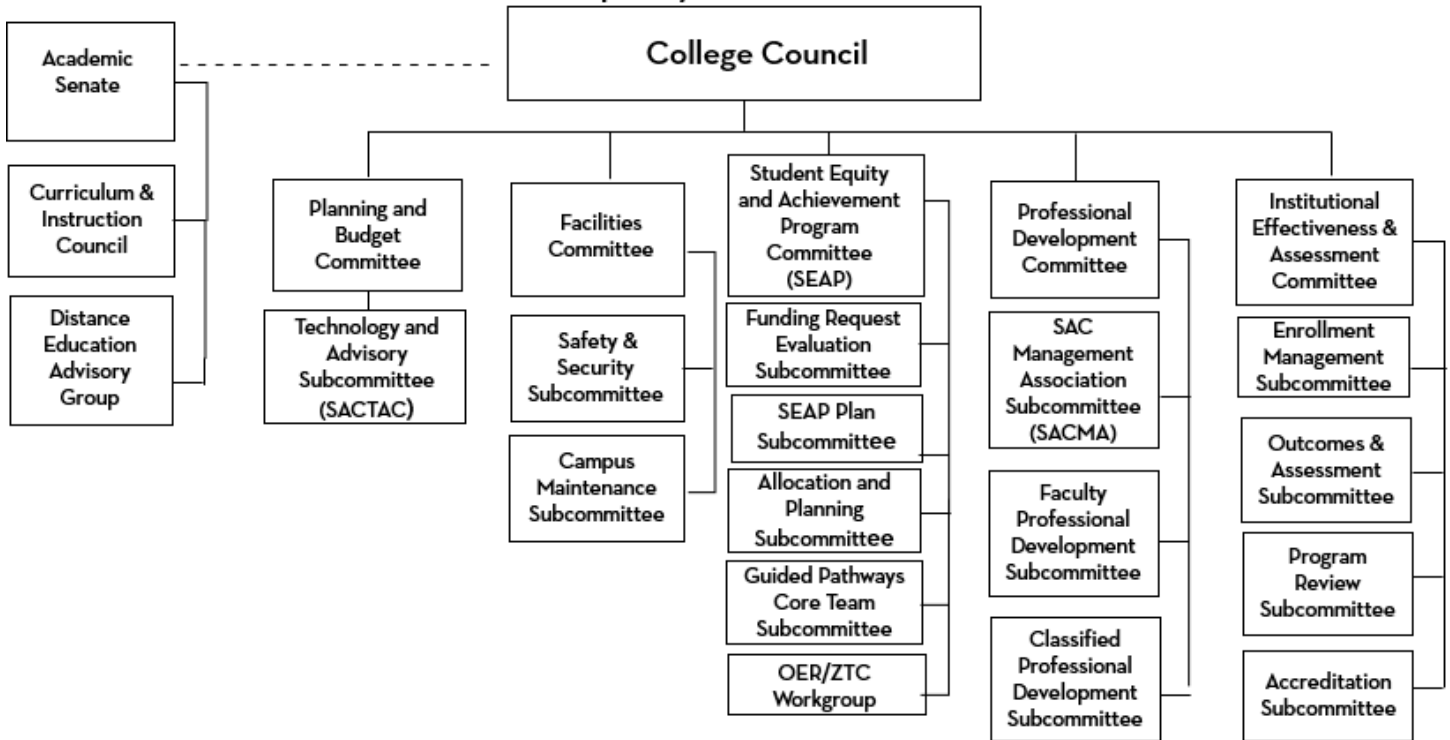 College Council
Academic
Senate
Curriculum &
Instruction
Council
Distance
Education
Advisory
Group
Planning and
Budget
Committee
Technology and
Advisory
Subcommittee
(SACTAC)
Facilities
Committee
Safety &
Security
Subcommittee
Campus
Maintenance
Subcommittee
Student Equity
and Achievement
Program
Committee
(SEAP)
Funding Request
Evaluation
Subcommittee
SEAP Plan
Subcommittee
Allocation and
Planning
Subcommittee
Guided Pathways
Core Team
Subcommittee
OER/ZTC
Workgroup
Professional
Development
Committee
SAC
Management
Association
Subcommittee
(SACMA)
Faculty
Professional
Development
Subcommittee
Classified
Professional
Development
Subcommittee
Institutional
Effectiveness &
Assessment
Committee
Enrollment
Management
Subcommittee
Outcomes &
Assessment
Subcommittee
Program
Review
Subcommittee
Accreditation
Subcommittee